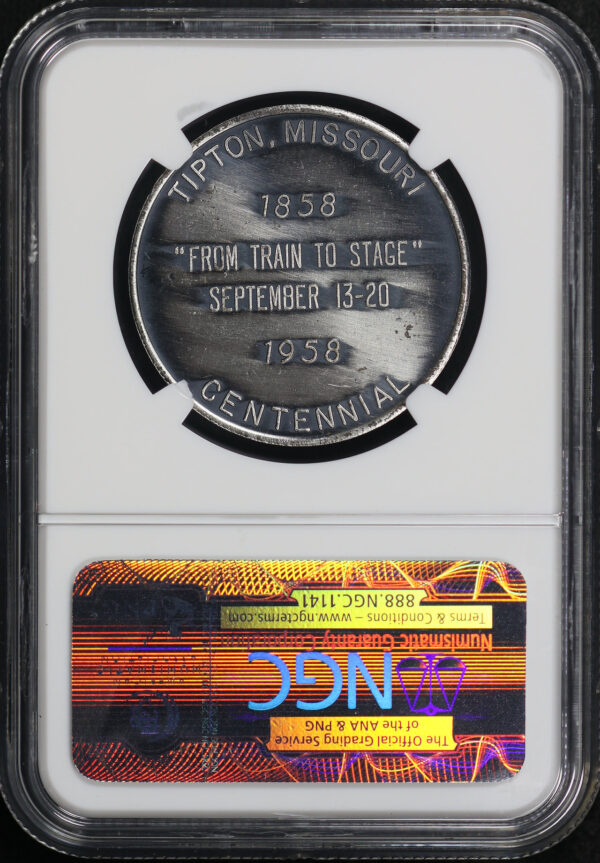 TIPTON, MISSOURI
1858
"FROM TRAIN TO STAGE"
SEPTEMBER 13-20
1958
CENTENNIAL
The Official Grading Service
of the ANA & PNG
NGC
Numismatic Guaranty Corporation
Terms & Conditions – www.ngcterms.com
888.NGC.1141